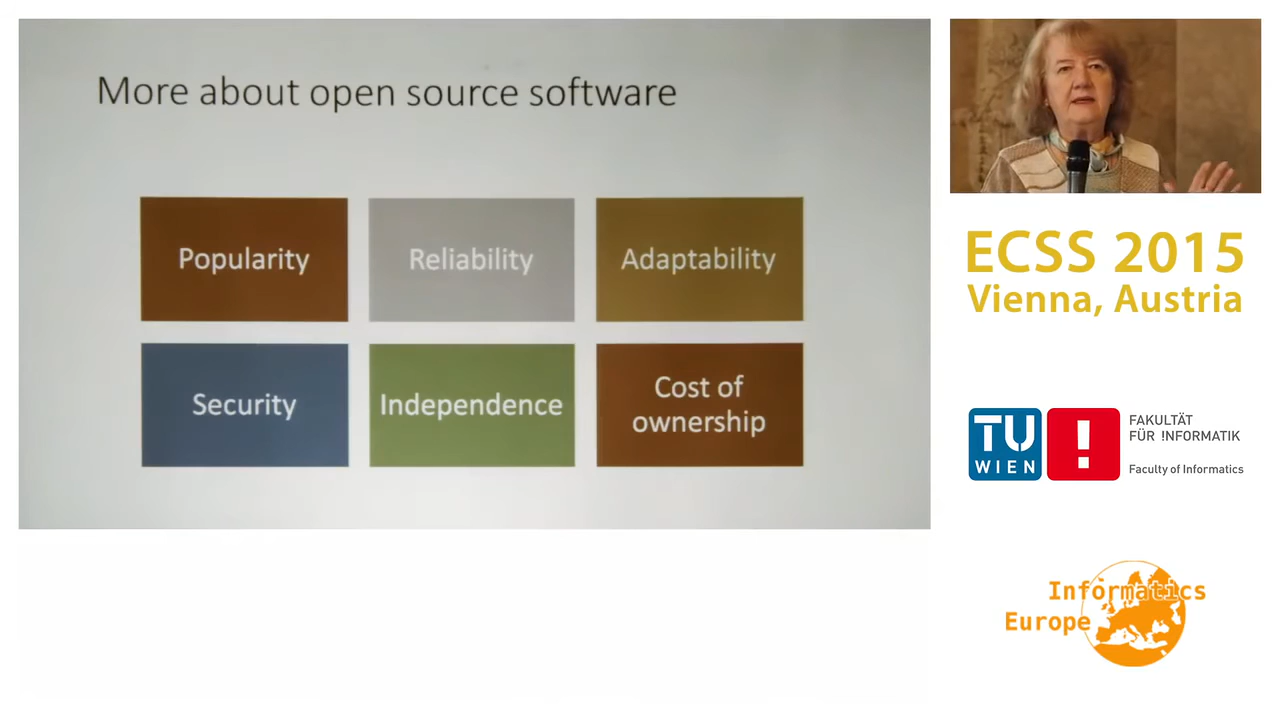 More about open source software
Popularity
Reliability
Adaptability
Security
Independence
Cost of
ownership
ECSS 2015
Vienna, Austria
TU
WIEN
!
FAKULTÄT
FÜR !NFORMATIK
Faculty of Informatics
Informatics
Europe